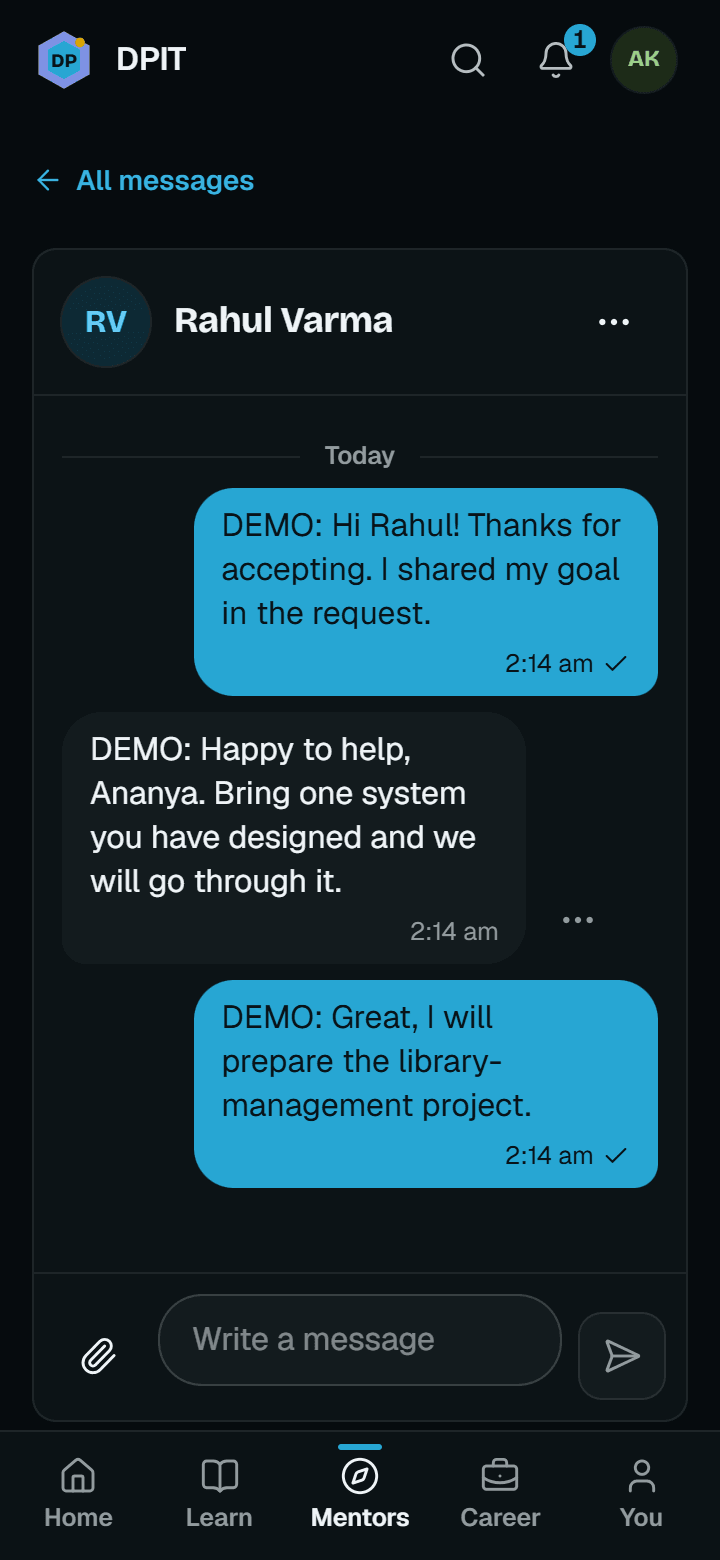 DP
DPIT
1
AK
All messages
RV
Rahul Varma
Today
DEMO: Hi Rahul! Thanks for
accepting. I shared my goal
in the request.
2:14 am
DEMO: Happy to help,
Ananya. Bring one system
you have designed and we
will go through it.
2:14 am
DEMO: Great, I will
prepare the library-
management project.
2:14 am
Write a message
Home
Learn
Mentors
Career
You